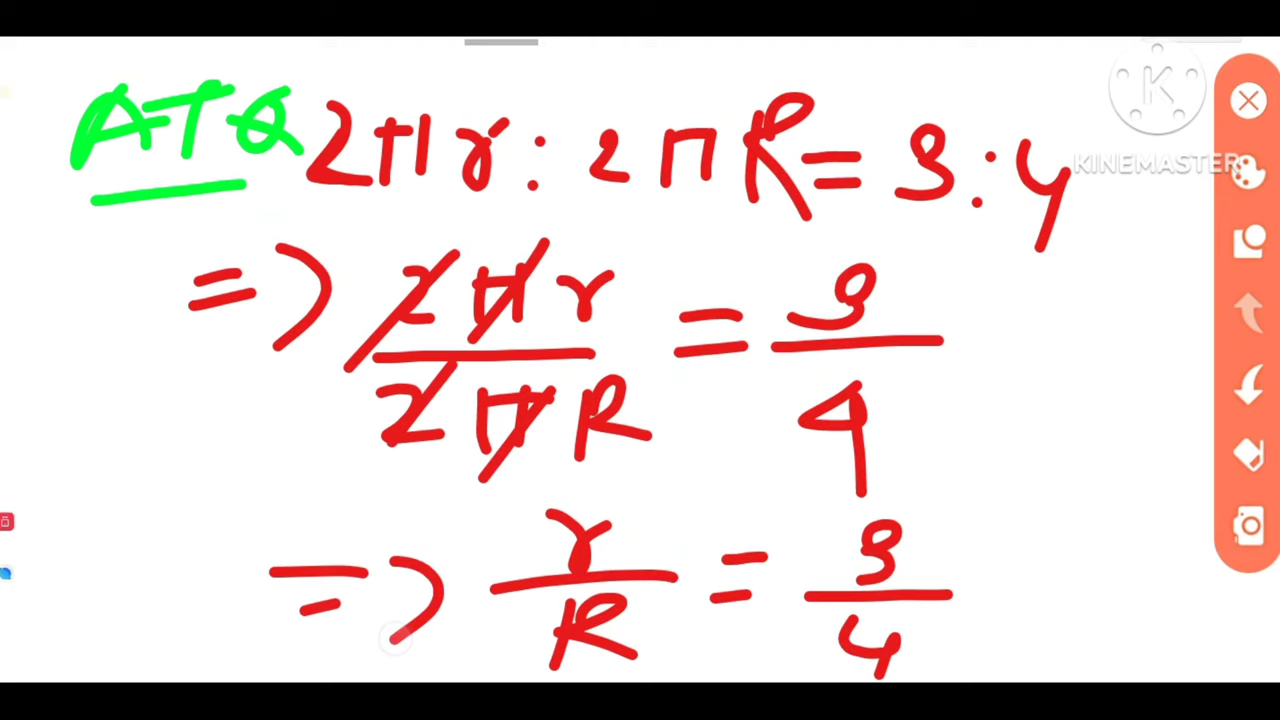 ATQ 2πr : 2πR = 3 : 4
K
KINEMASTER
=> 2πr/2πR = 3/4
=> r/R = 3/4